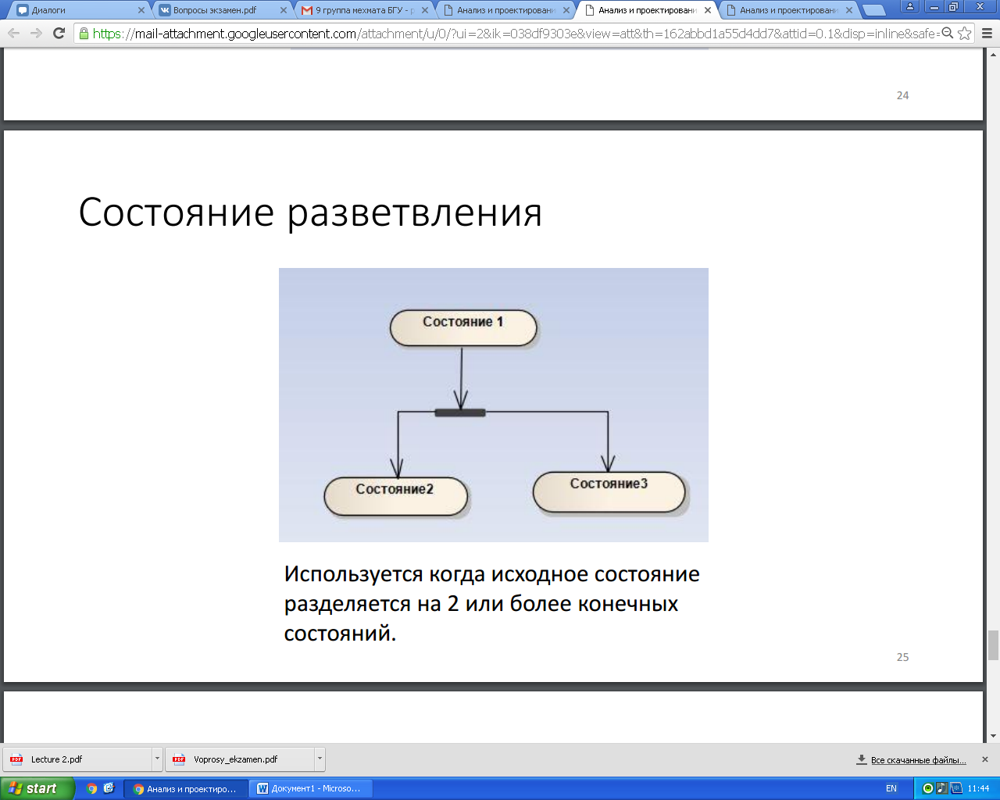 Диалоги
Вопросы экзамен.pdf
9 группа мехмата БГУ - р
Анализ и проектировани
Анализ и проектировани
Анализ и проектировани
https://mail-attachment.googleusercontent.com/attachment/u/0/?ui=2&ik=038df9303e&view=att&th=162abbd1a55d4dd7&attid=0.1&disp=inline&safe=
24
Состояние разветвления
Состояние 1
Состояние2
Состояние3
Используется когда исходное состояние
разделяется на 2 или более конечных
состояний.
25
Lecture 2.pdf
Voprosy_ekzamen.pdf
Все скачанные файлы...
start
Анализ и проектиро...
Документ1 - Microso...
EN
11:44